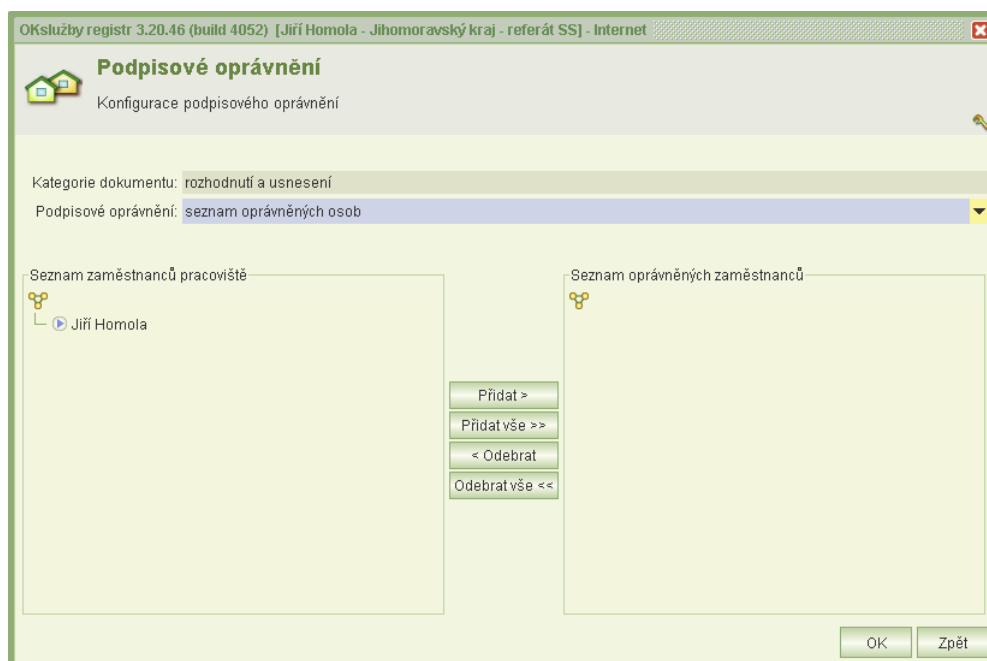 OKslužby registr 3.20.46 (build 4052) [Jiří Homola - Jihomoravský kraj - referát SS] - Internet
Podpisové oprávnění
Konfigurace podpisového oprávnění
Kategorie dokumentu: rozhodnutí a usnesení
Podpisové oprávnění: seznam oprávněných osob
Seznam zaměstnanců pracoviště
Seznam oprávněných zaměstnanců
Jiří Homola
Přidat >
Přidat vše >>
< Odebrat
Odebrat vše <<
OK
Zpět